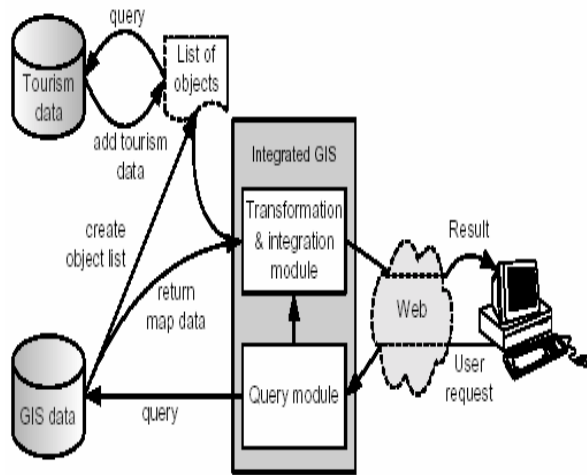 query
List of
objects
Tourism
data
add tourism
data
Integrated GIS
Transformation
& integration
module
Result
create
object list
return
map data
Web
User
request
Query module
query
GIS data